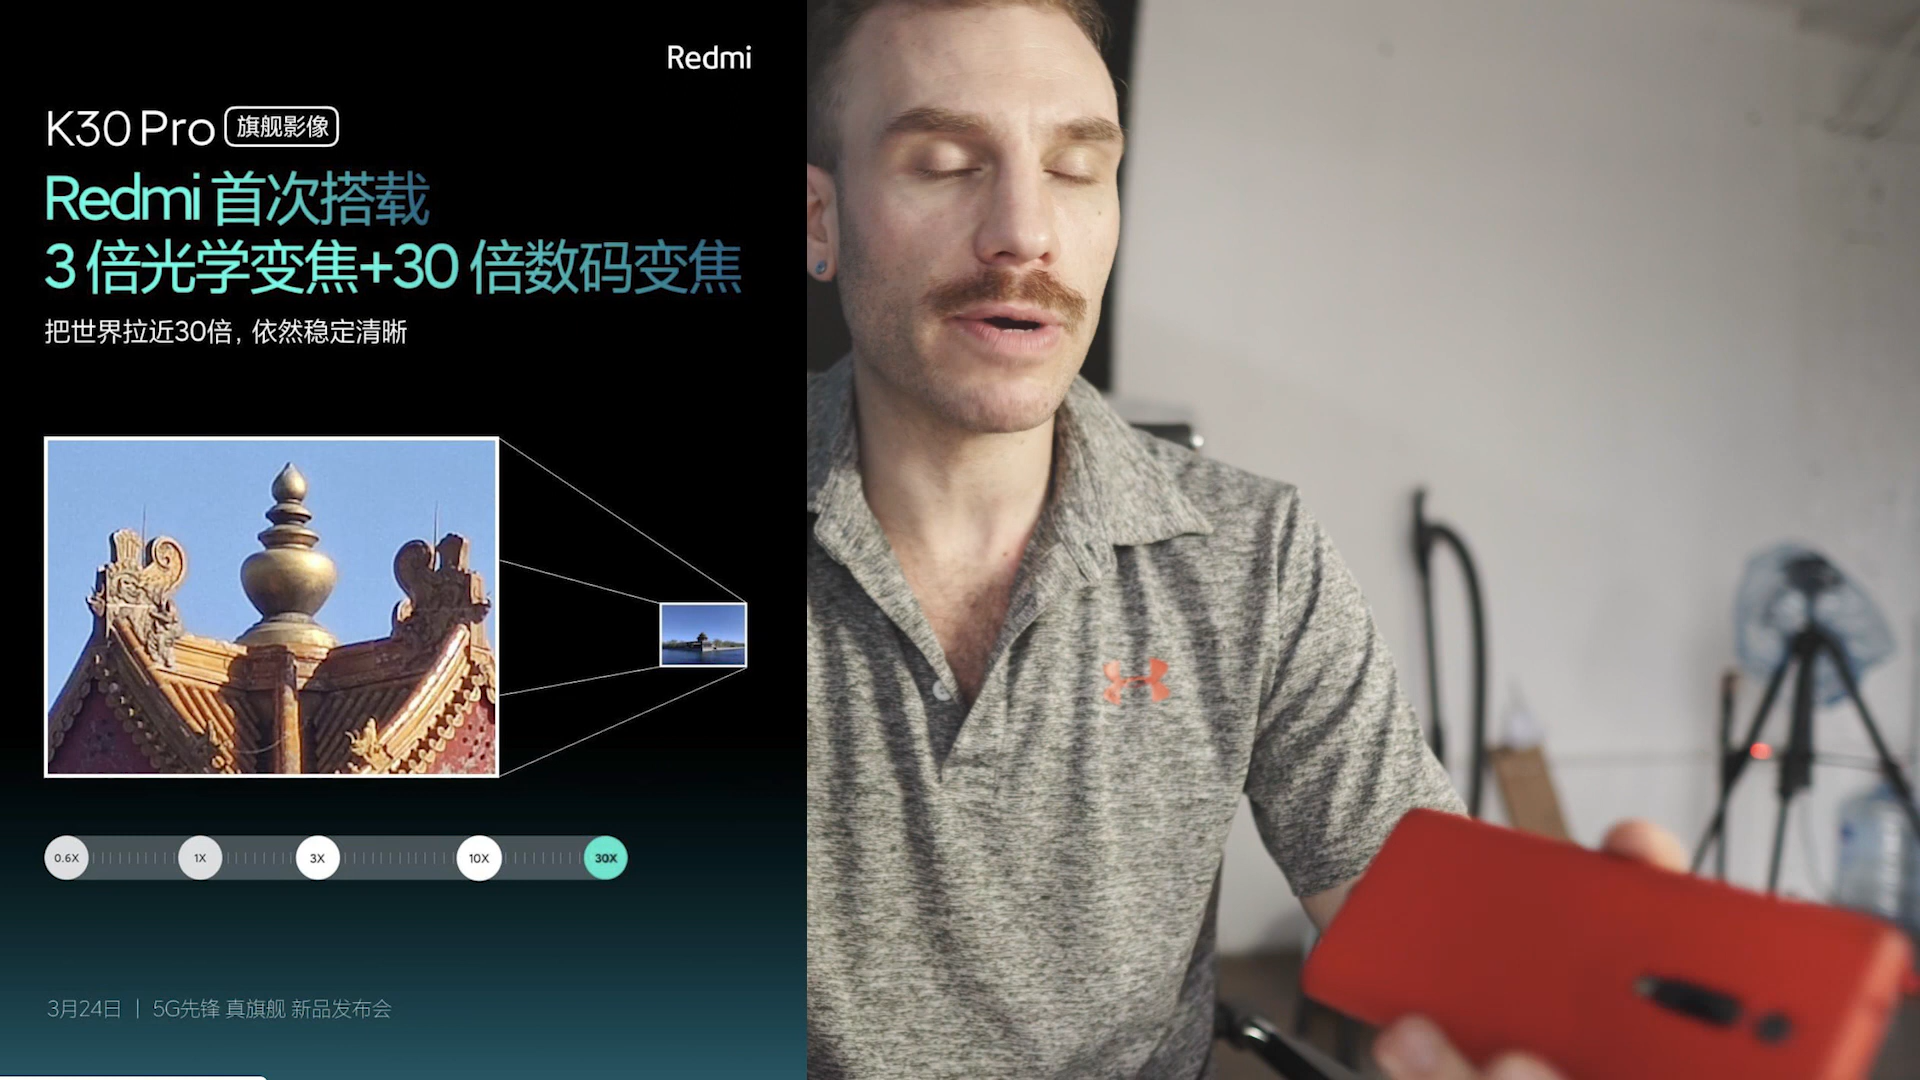 Redmi
K30 Pro 旗舰影像
Redmi 首次搭载
3 倍光学变焦+30 倍数码变焦
把世界拉近30倍，依然稳定清晰
0.6X 1X 3X 10X 30X
3月24日 | 5G先锋 真旗舰 新品发布会